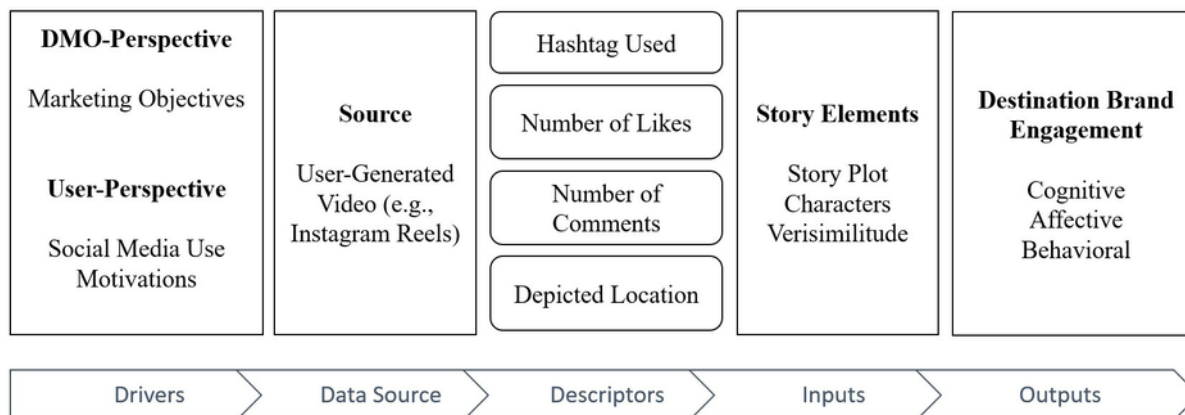 DMO-Perspective
Marketing Objectives
User-Perspective
Social Media Use
Motivations
Source
User-Generated
Video (e.g.,
Instagram Reels)
Hashtag Used
Number of Likes
Number of
Comments
Depicted Location
Story Elements
Story Plot
Characters
Verisimilitude
Destination Brand
Engagement
Cognitive
Affective
Behavioral
Drivers
Data Source
Descriptors
Inputs
Outputs